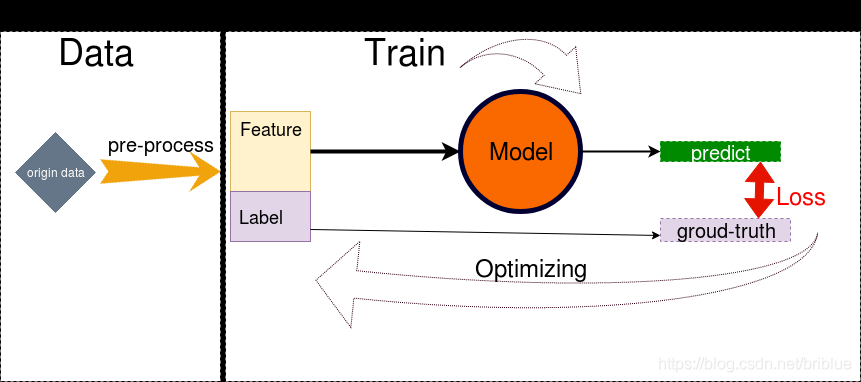 Data
Train
pre-process
origin data
Feature
Label
Model
predict
Loss
groud-truth
Optimizing
https://blog.csdn.net/briblue